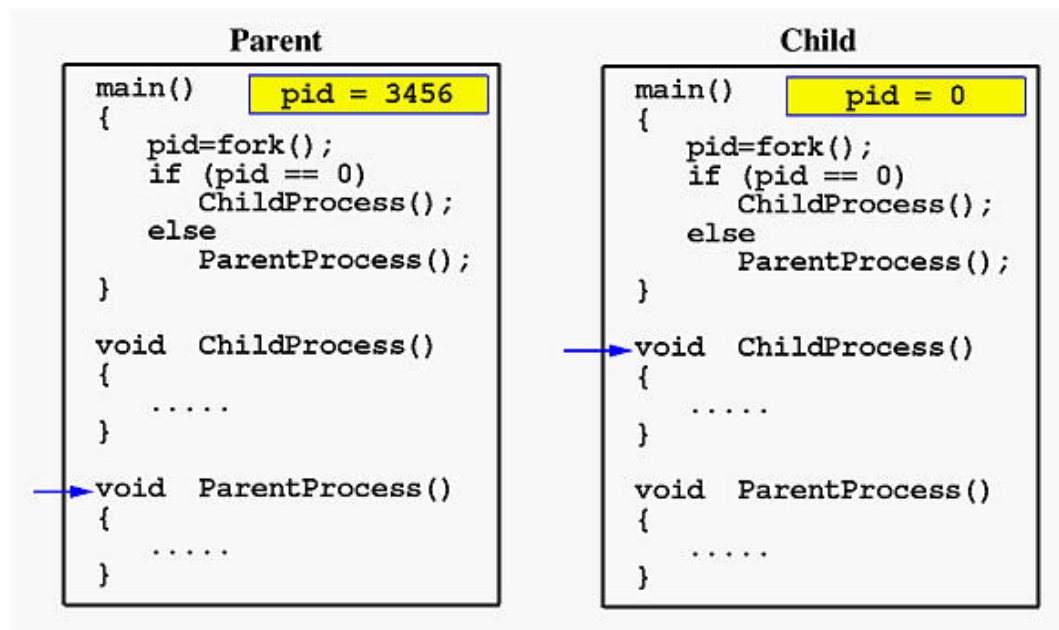 Parent
main()
pid = 3456
{
pid=fork();
if (pid == 0)
ChildProcess();
else
ParentProcess();
}
void ChildProcess()
{
.....
}
void ParentProcess()
{
.....
}
Child
main()
pid = 0
{
pid=fork();
if (pid == 0)
ChildProcess();
else
ParentProcess();
}
void ChildProcess()
{
.....
}
void ParentProcess()
{
.....
}